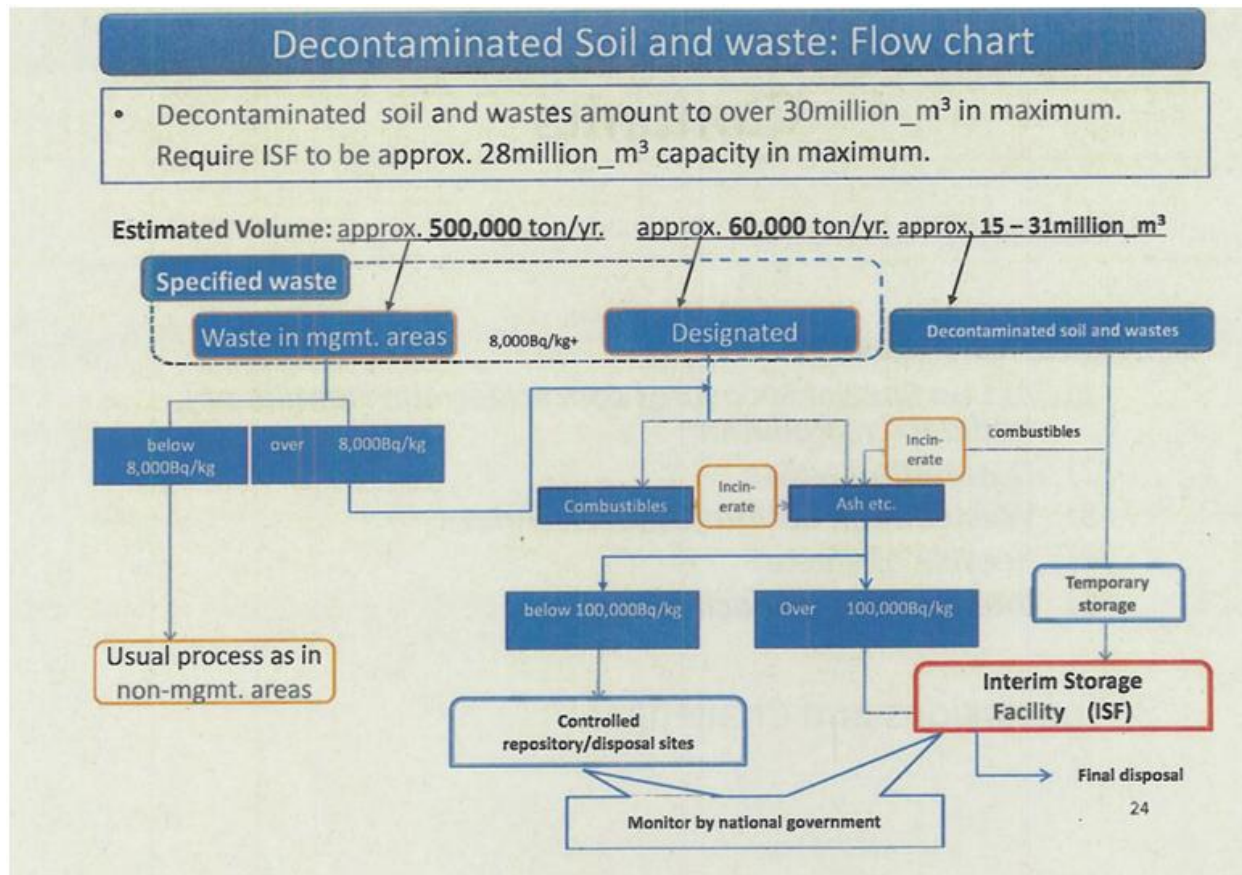 Decontaminated Soil and waste: Flow chart
• Decontaminated soil and wastes amount to over 30million_m³ in maximum.
Require ISF to be approx. 28million_m³ capacity in maximum.
Estimated Volume: approx. 500,000 ton/yr. approx. 60,000 ton/yr. approx. 15 – 31million_m³
Specified waste
Waste in mgmt. areas
8,000Bq/kg+
Designated
Decontaminated soil and wastes
below
8,000Bq/kg
over 8,000Bq/kg
Incin-
erate
combustibles
Combustibles
Incin-
erate
Ash etc.
below 100,000Bq/kg
Over 100,000Bq/kg
Temporary
storage
Usual process as in
non-mgmt. areas
Controlled
repository/disposal sites
Interim Storage
Facility (ISF)
Final disposal
Monitor by national government
24